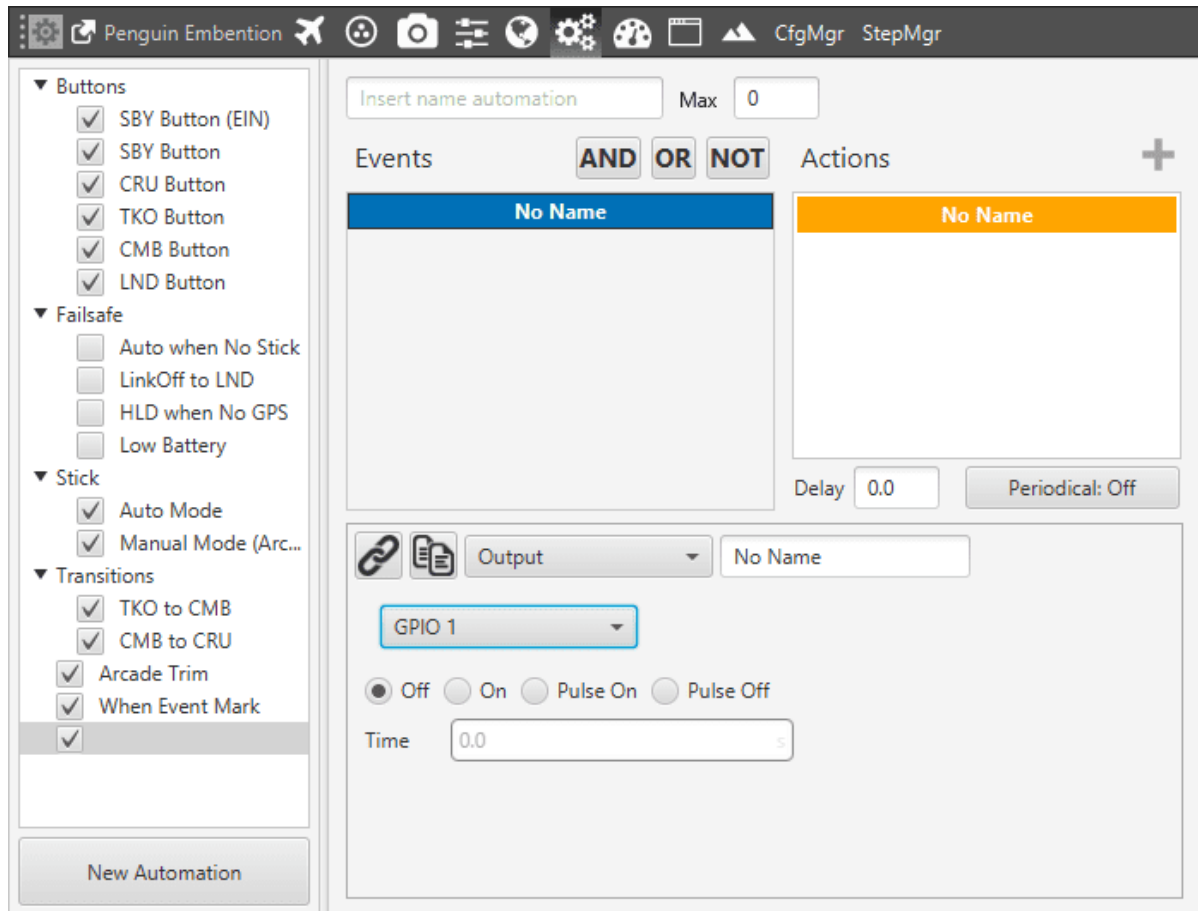 Penguin Embention CfgMgr StepMgr
Buttons
SBY Button (EIN)
SBY Button
CRU Button
TKO Button
CMB Button
LND Button
Failsafe
Auto when No Stick
LinkOff to LND
HLD when No GPS
Low Battery
Stick
Auto Mode
Manual Mode (Arc...
Transitions
TKO to CMB
CMB to CRU
Arcade Trim
When Event Mark
New Automation
Insert name automation Max 0
Events AND OR NOT Actions
No Name
No Name
Delay 0.0 Periodical: Off
Output No Name
GPIO 1
Off On Pulse On Pulse Off
Time 0.0 s